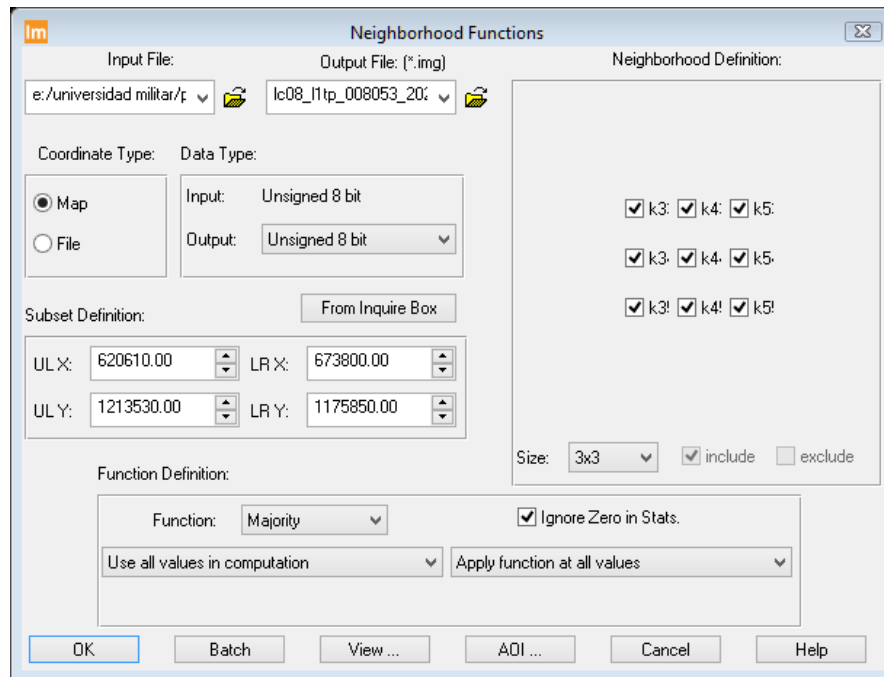 Im Neighborhood Functions
Input File: Output File: (*.img) Neighborhood Definition:
e:/universidad militar/p lc08_l1tp_008053_202
Coordinate Type: Data Type:
Map
File
Input: Unsigned 8 bit
Output: Unsigned 8 bit
k3: k4: k5:
k3 k4 k5
k3! k4! k5!
From Inquire Box
Subset Definition:
UL X: 620610.00 LR X: 673800.00
UL Y: 1213530.00 LR Y: 1175850.00
Size: 3x3 include exclude
Function Definition:
Function: Majority Ignore Zero in Stats.
Use all values in computation Apply function at all values
OK Batch View ... AOI ... Cancel Help